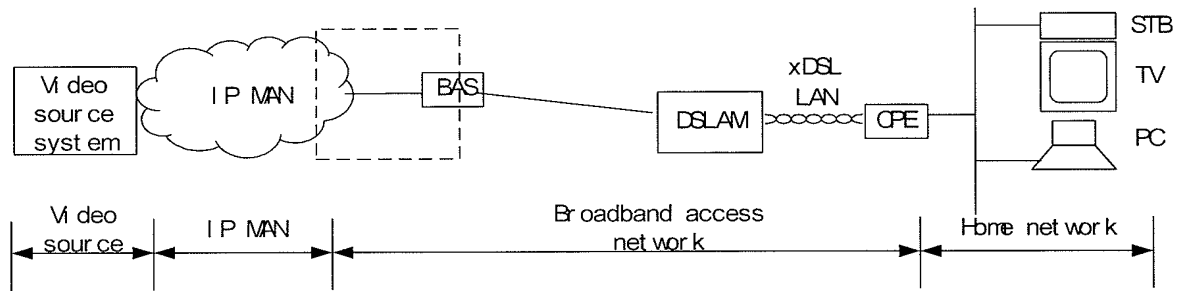 Video
source
system
IP MAN
BAS
DSLAM
xDSL
LAN
CPE
STB
TV
PC
Video
source
IP MAN
Broadband access
network
Home network